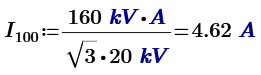 I₁₀₀ := (160 kV·A) / (√3 · 20 kV) = 4.62 A